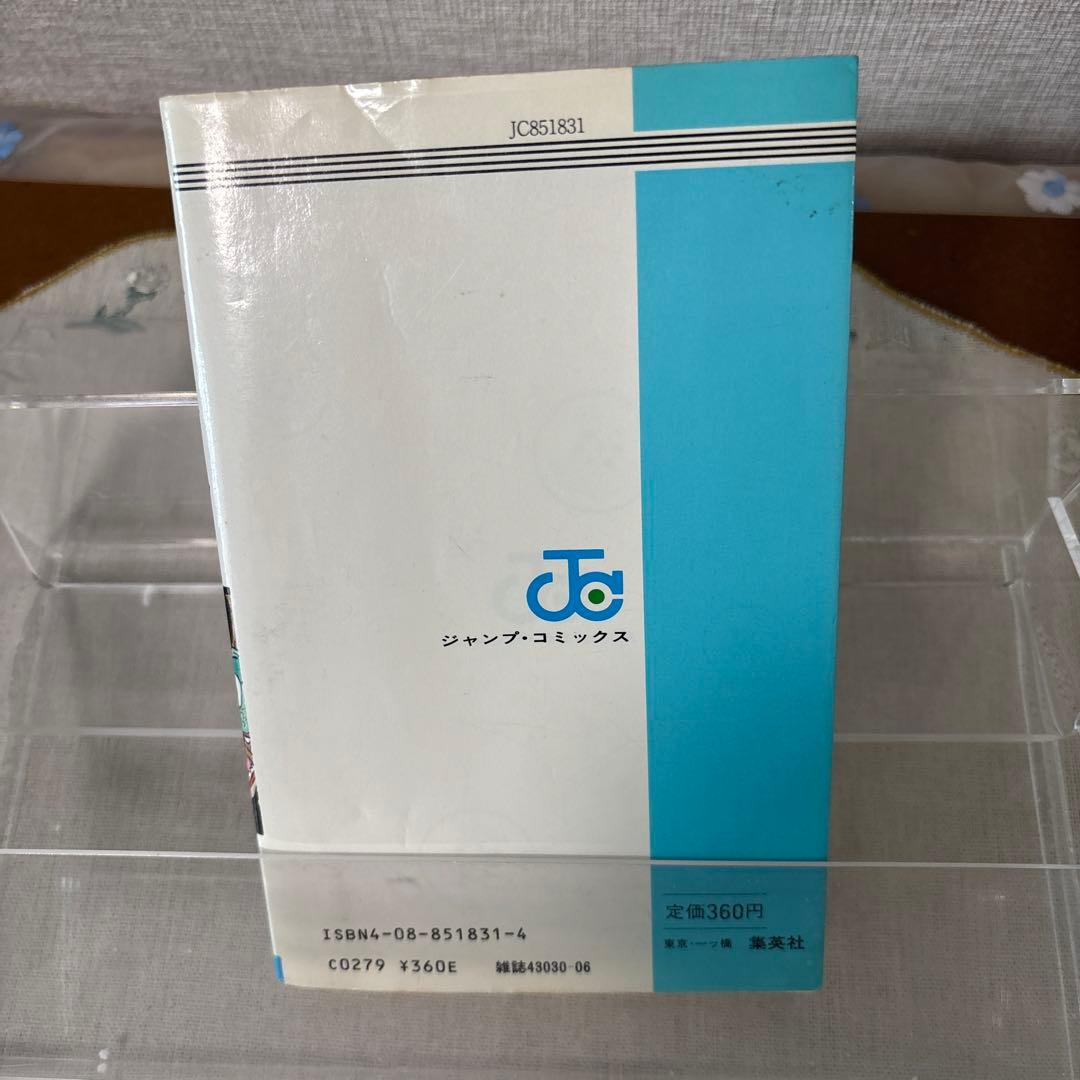 JC851831
JC
ジャンプ・コミックス
定価360円
東京・一ッ橋 集英社
ISBN4-08-851831-4
C0279 ¥360E 雑誌43030-06